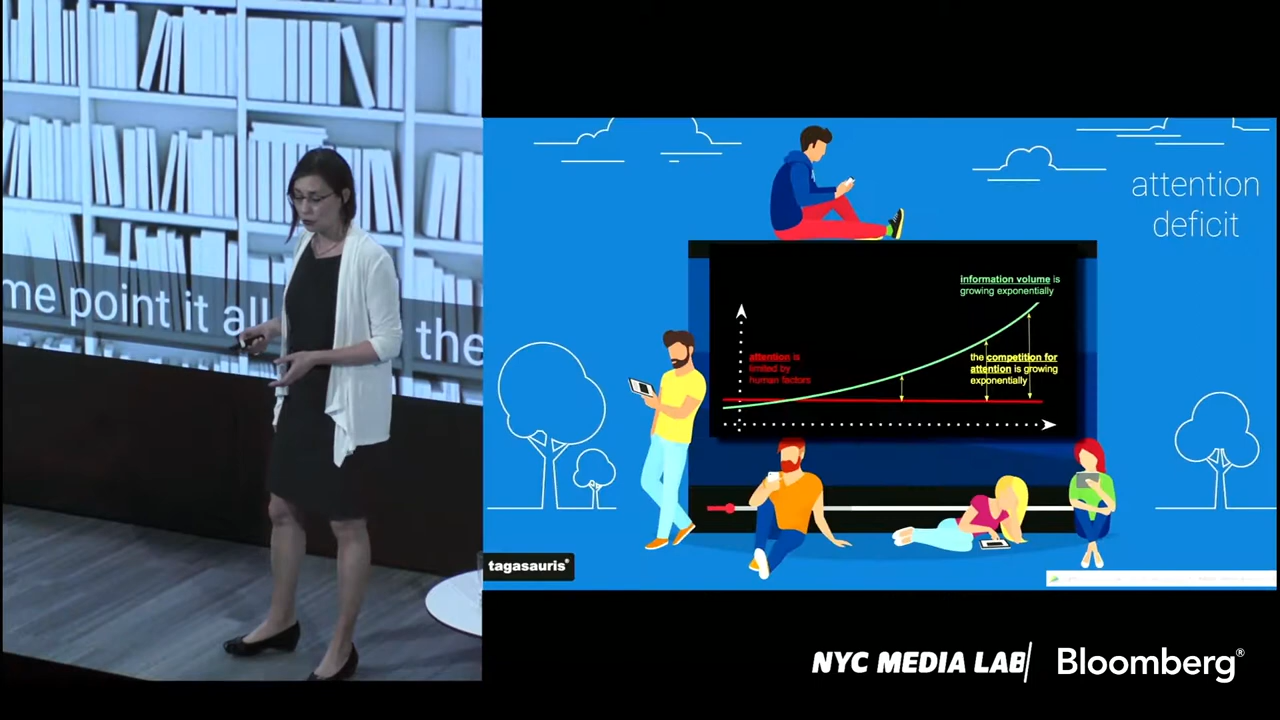 me point it all
the
attention
deficit
information volume is
growing exponentially
attention is
limited by
human factors
the competition for
attention is growing
exponentially
tagasauris®
NYC MEDIA LAB
Bloomberg®